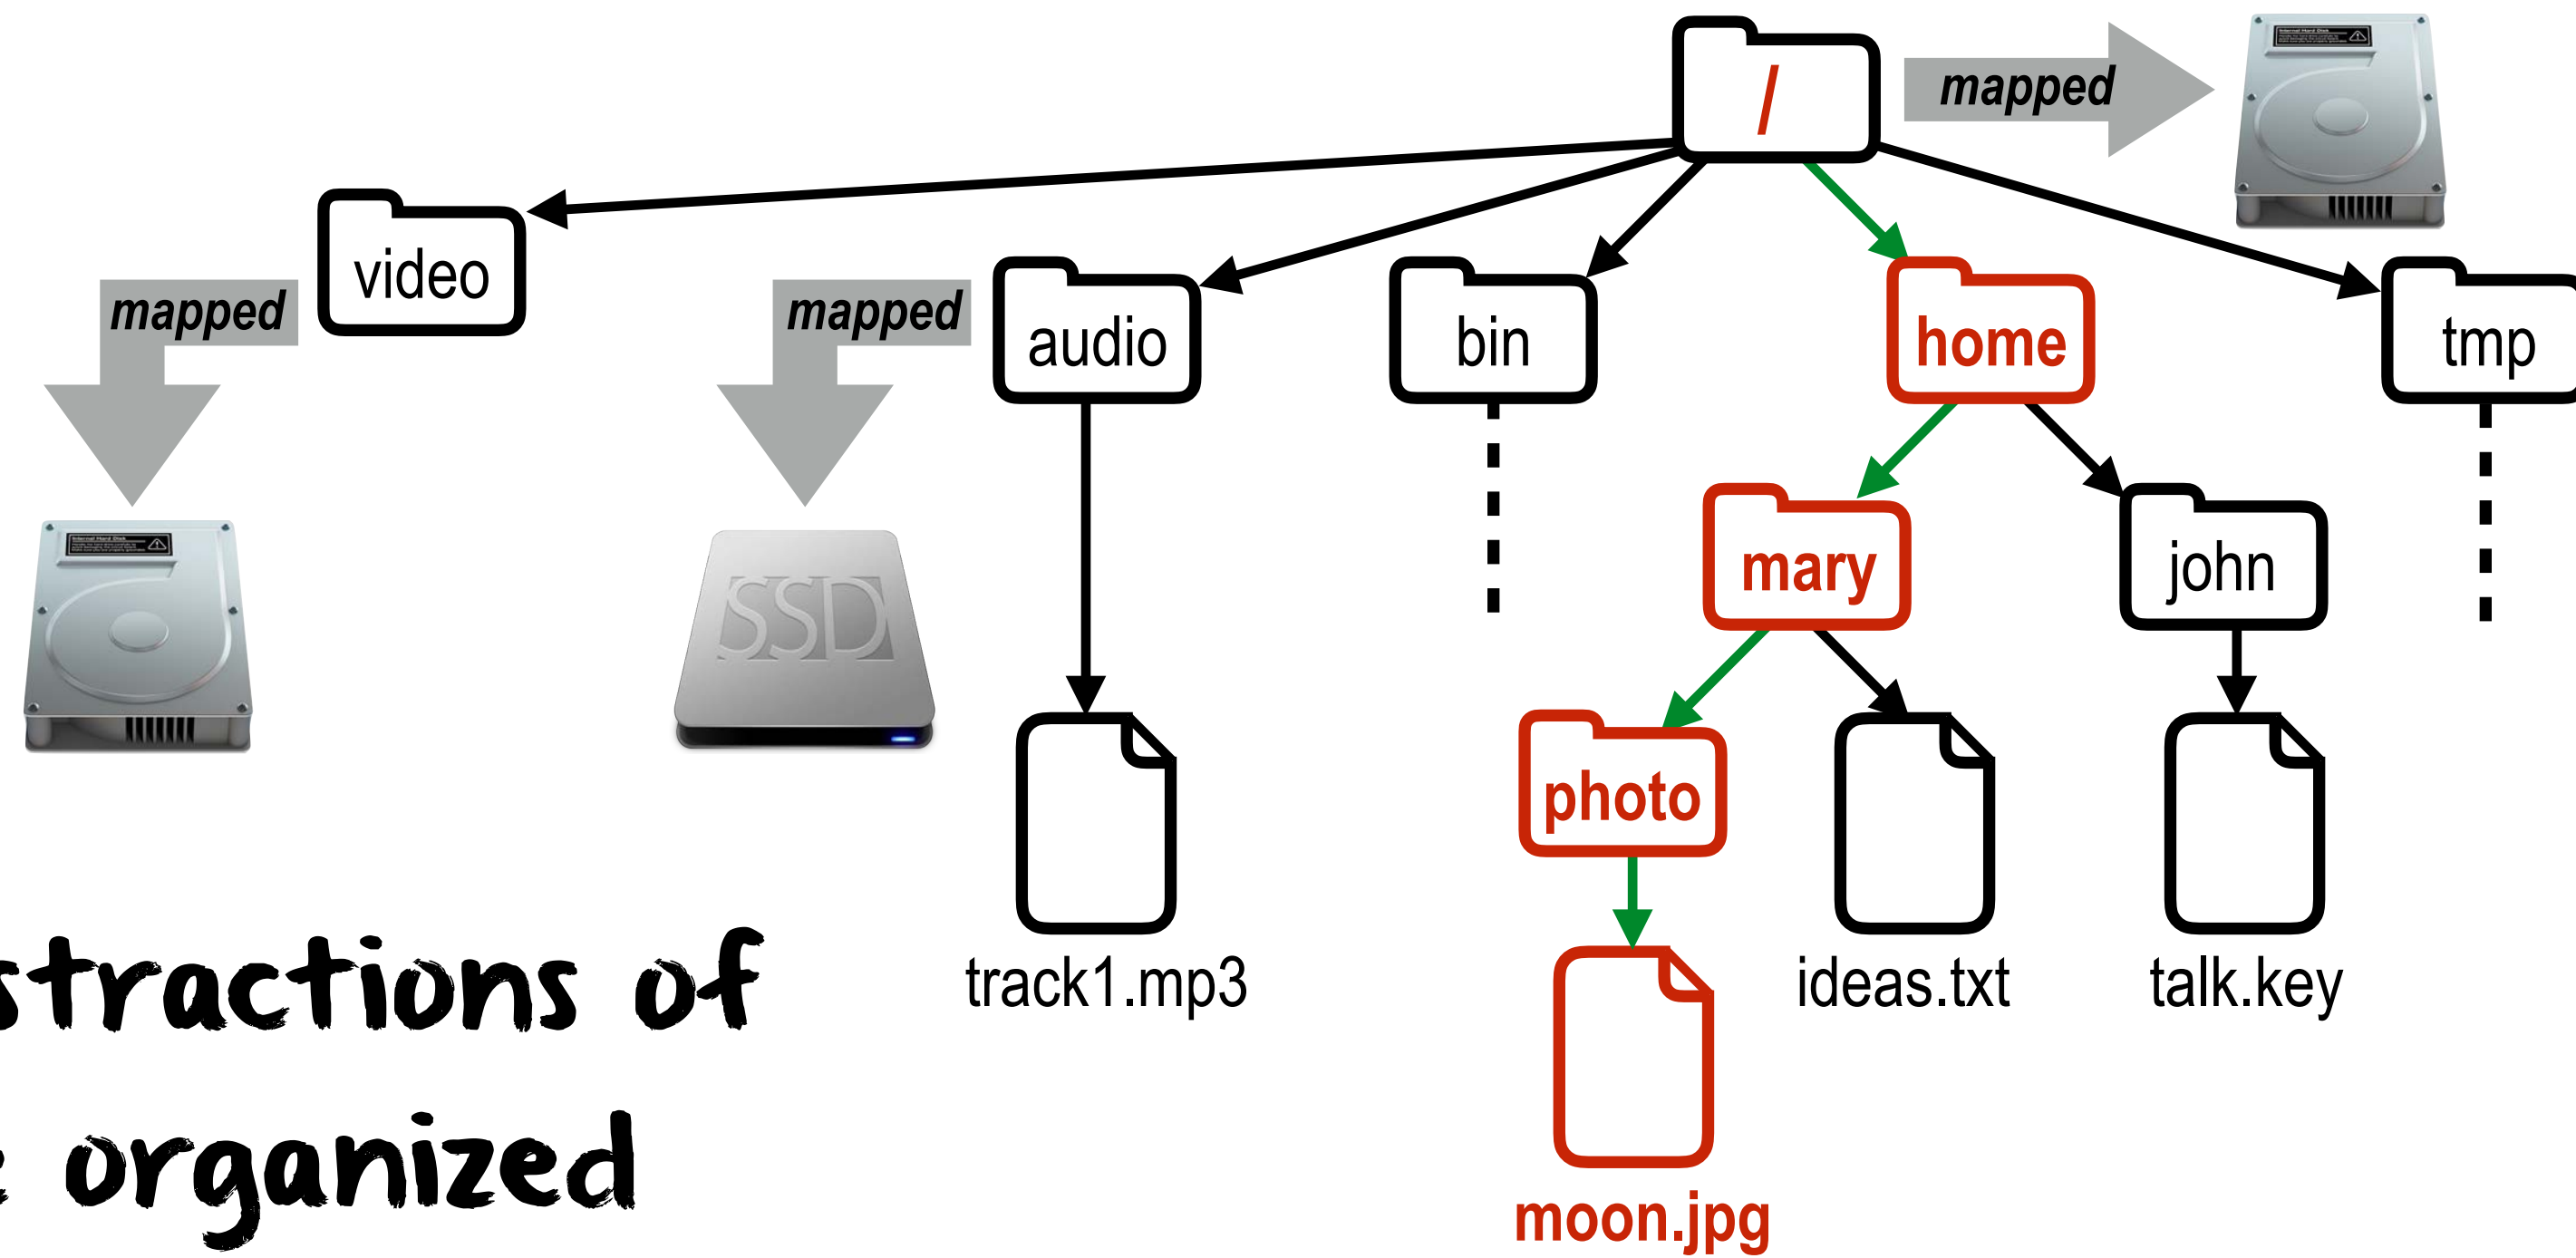 /
mapped
video
mapped
mapped
audio
bin
home
tmp
mary
john
SSD
photo
track1.mp3
ideas.txt
talk.key
stractions of
organized
moon.jpg